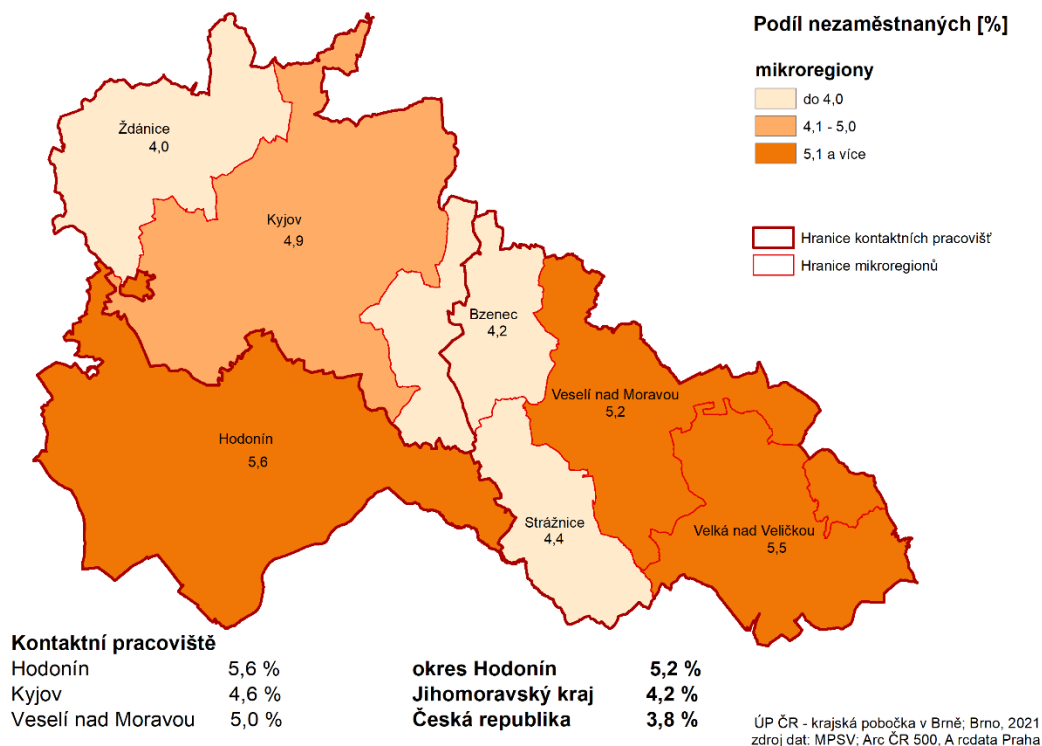 Podíl nezaměstnaných [%]
mikroregiony
do 4,0
4,1 - 5,0
5,1 a více
Hranice kontaktních pracovišť
Hranice mikroregionů
Ždánice
4,0
Kyjov
4,9
Bzenec
4,2
Veselí nad Moravou
5,2
Hodonín
5,6
Strážnice
4,4
Velká nad Veličkou
5,5
Kontaktní pracoviště
Hodonín 5,6 %
Kyjov 4,6 %
Veselí nad Moravou 5,0 %
okres Hodonín 5,2 %
Jihomoravský kraj 4,2 %
Česká republika 3,8 %
ÚP ČR - krajská pobočka v Brně; Brno, 2021
zdroj dat: MPSV; Arc ČR 500, A rcdata Praha